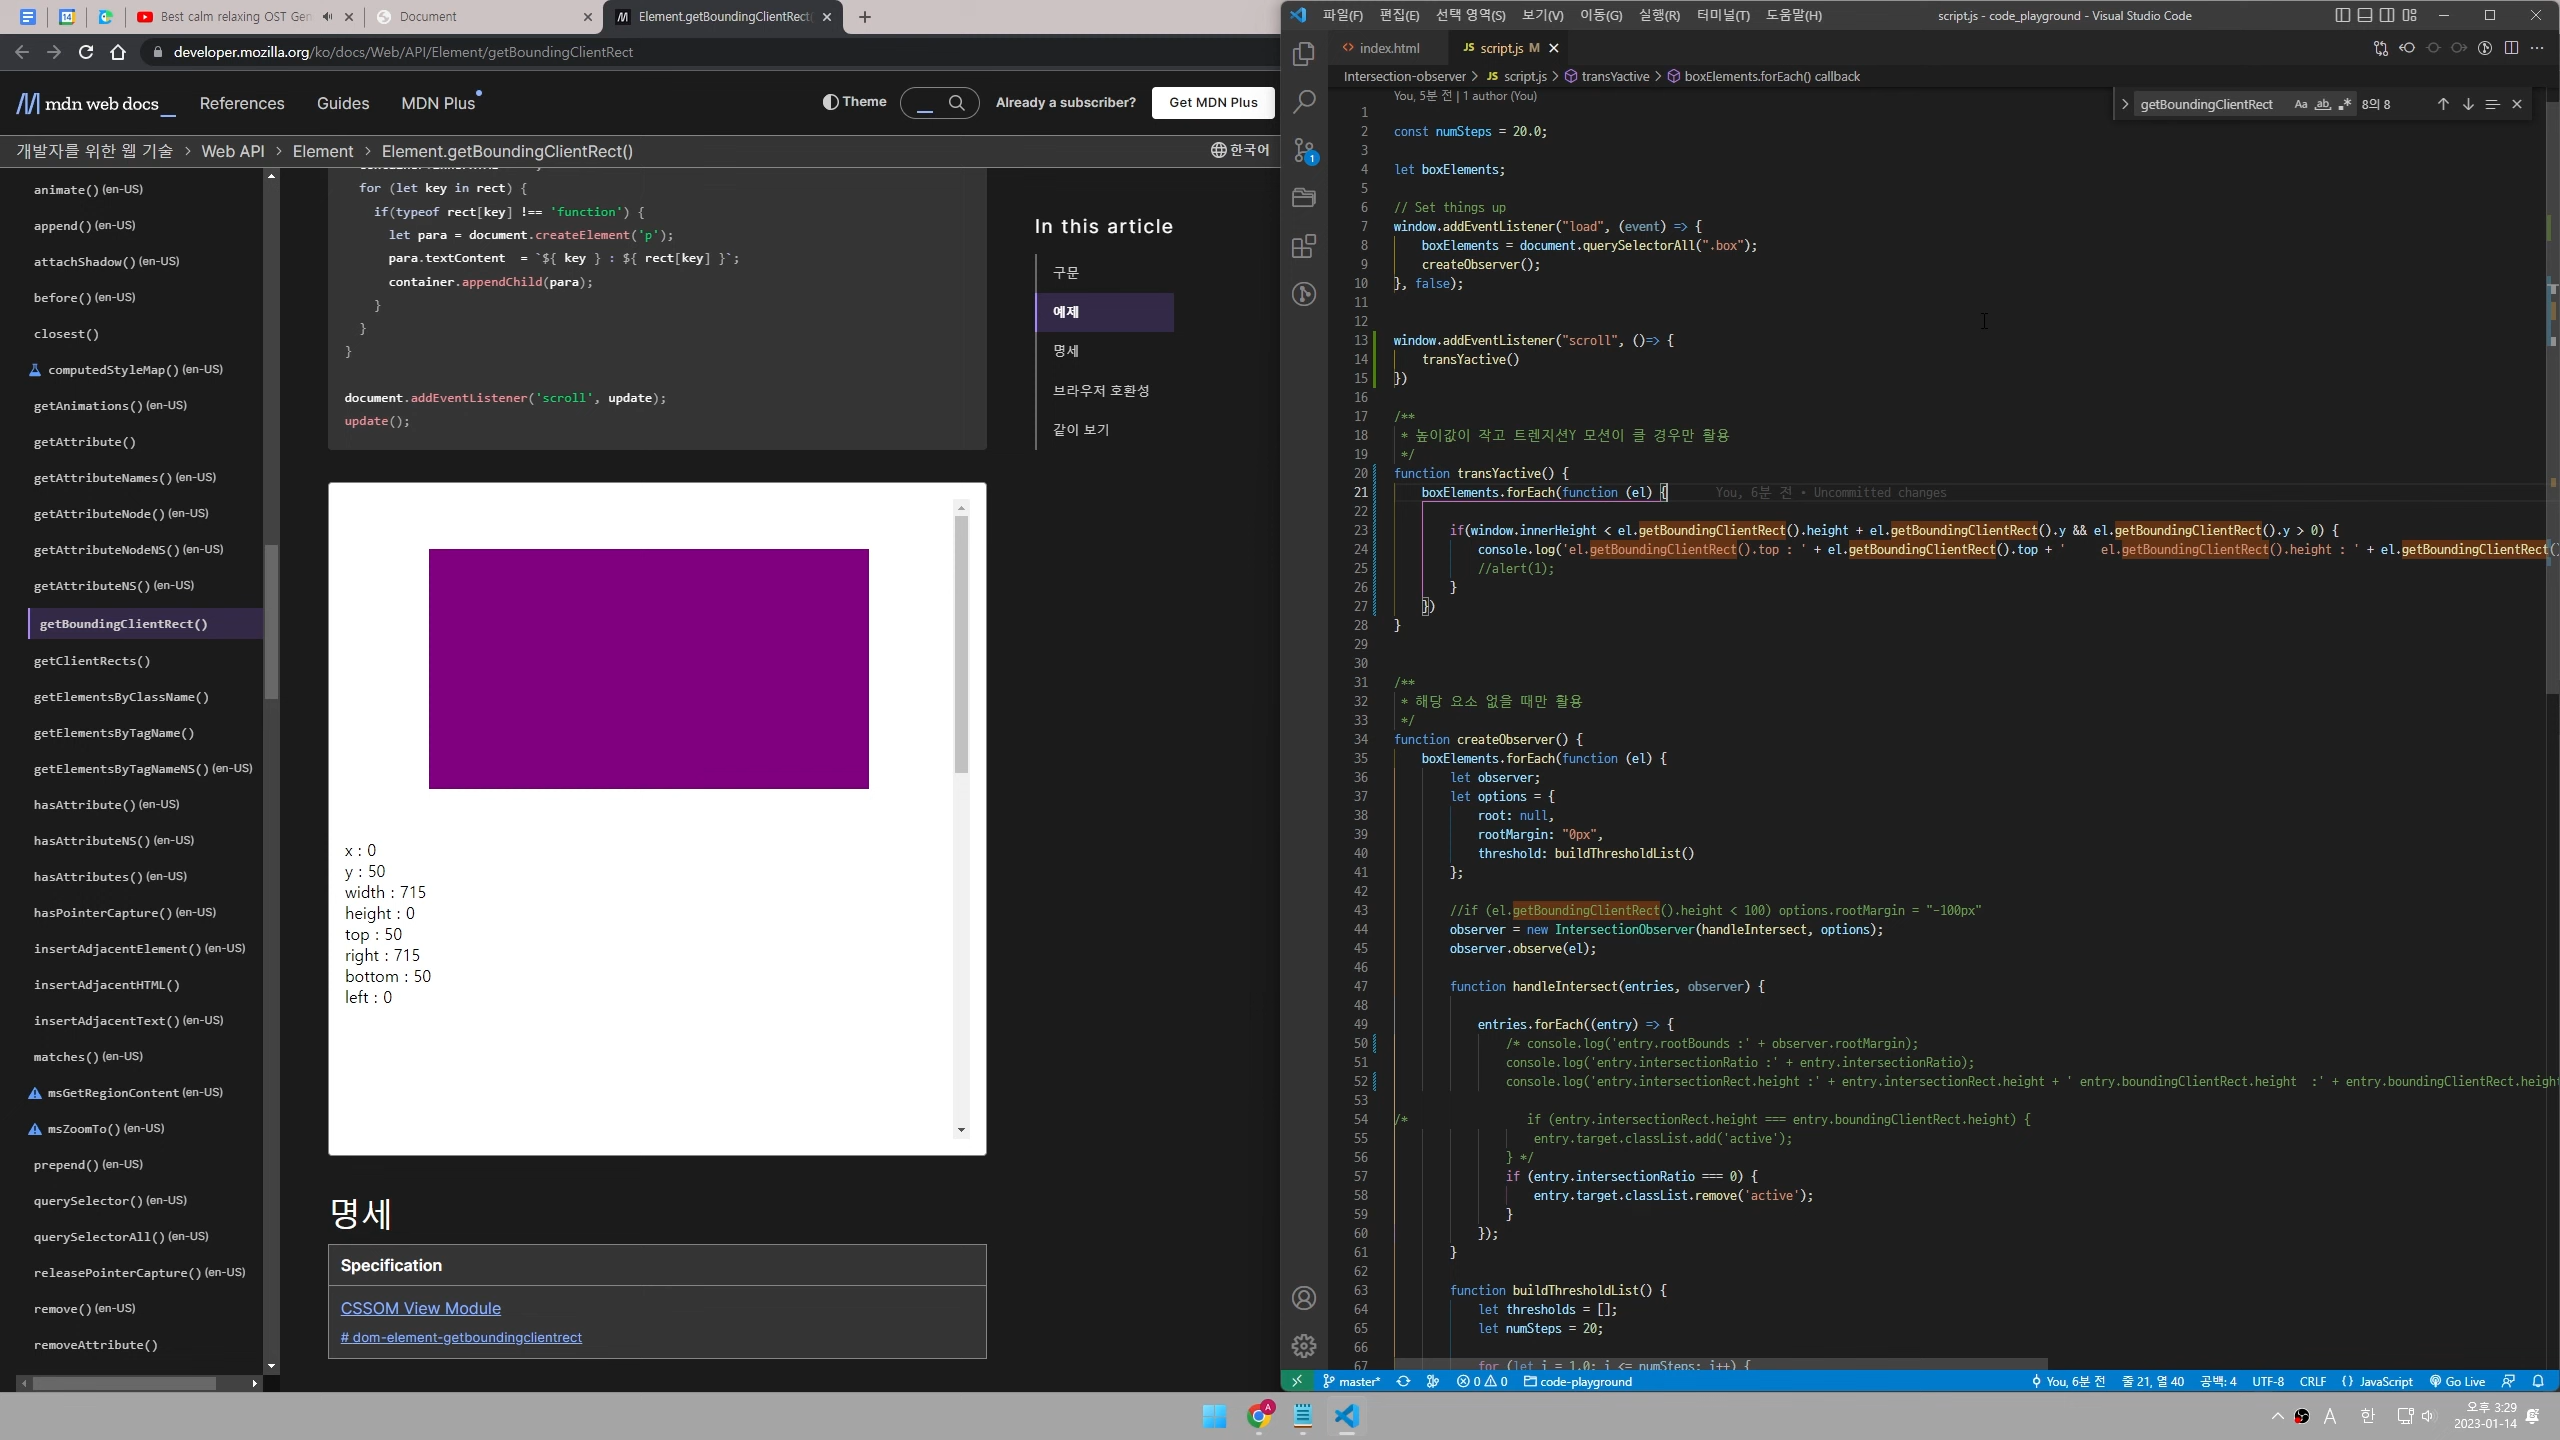 Best calm relaxing OST Gen
Document
Element.getBoundingClientRect(
developer.mozilla.org/ko/docs/Web/API/Element/getBoundingClientRect
mdn web docs
References
Guides
MDN Plus
Theme
Already a subscriber?
Get MDN Plus
개발자를 위한 웹 기술 > Web API > Element > Element.getBoundingClientRect()
한국어
animate() (en-US)
append() (en-US)
attachShadow() (en-US)
before() (en-US)
closest()
computedStyleMap() (en-US)
getAnimations() (en-US)
getAttribute()
getAttributeNames() (en-US)
getAttributeNode() (en-US)
getAttributeNodeNS() (en-US)
getAttributeNS() (en-US)
getBoundingClientRect()
getClientRects()
getElementsByClassName()
getElementsByTagName()
getElementsByTagNameNS() (en-US)
hasAttribute() (en-US)
hasAttributeNS() (en-US)
hasAttributes() (en-US)
hasPointerCapture() (en-US)
insertAdjacentElement() (en-US)
insertAdjacentHTML()
insertAdjacentText() (en-US)
matches() (en-US)
msGetRegionContent (en-US)
msZoomTo() (en-US)
prepend() (en-US)
querySelector() (en-US)
querySelectorAll() (en-US)
releasePointerCapture() (en-US)
remove() (en-US)
removeAttribute()
for (let key in rect) {
if(typeof rect[key] !== 'function') {
let para = document.createElement('p');
para.textContent  = `${ key } : ${ rect[key] }`;
container.appendChild(para);
}
}
}
document.addEventListener('scroll', update);
update();
x : 0
y : 50
width : 715
height : 0
top : 50
right : 715
bottom : 50
left : 0
명세
Specification
CSSOM View Module
# dom-element-getboundingclientrect
In this article
구문
예제
명세
브라우저 호환성
같이 보기
파일(F) 편집(E) 선택 영역(S) 보기(V) 이동(G) 실행(R) 터미널(T) 도움말(H)
script.js - code_playground - Visual Studio Code
index.html
JS script.js M
Intersection-observer > JS script.js > transYactive > boxElements.forEach() callback
You, 5분 전 | 1 author (You)
getBoundingClientRect
Aa ab
8의 8
1
1
2 const numSteps = 20.0;
3
4 let boxElements;
5
6 // Set things up
7 window.addEventListener("load", (event) => {
8 boxElements = document.querySelectorAll(".box");
9 createObserver();
10 }, false);
11
12
13 window.addEventListener("scroll", ()=> {
14 transYactive()
15 })
16
17 /**
18 * 높이값이 작고 트렌지션Y 모션이 클 경우만 활용
19 */
20 function transYactive() {
21 boxElements.forEach(function (el) { You, 6분 전 • Uncommitted changes
22
23 if(window.innerHeight < el.getBoundingClientRect().height + el.getBoundingClientRect().y && el.getBoundingClientRect().y > 0) {
24 console.log('el.getBoundingClientRect().top : ' + el.getBoundingClientRect().top + ' el.getBoundingClientRect().height : ' + el.getBoundingClientRect()
25 //alert(1);
26 }
27 })
28 }
29
30
31 /**
32 * 해당 요소 없을 때만 활용
33 */
34 function createObserver() {
35 boxElements.forEach(function (el) {
36 let observer;
37 let options = {
38 root: null,
39 rootMargin: "0px",
40 threshold: buildThresholdList()
41 };
42
43 //if (el.getBoundingClientRect().height < 100) options.rootMargin = "-100px"
44 observer = new IntersectionObserver(handleIntersect, options);
45 observer.observe(el);
46
47 function handleIntersect(entries, observer) {
48
49 entries.forEach((entry) => {
50 /* console.log('entry.rootBounds :' + observer.rootMargin);
51 console.log('entry.intersectionRatio :' + entry.intersectionRatio);
52 console.log('entry.intersectionRect.height :' + entry.intersectionRect.height + ' entry.boundingClientRect.height  :' + entry.boundingClientRect.height
53
54 /* if (entry.intersectionRect.height === entry.boundingClientRect.height) {
55 entry.target.classList.add('active');
56 } */
57 if (entry.intersectionRatio === 0) {
58 entry.target.classList.remove('active');
59 }
60 });
61 }
62
63 function buildThresholdList() {
64 let thresholds = [];
65 let numSteps = 20;
66
67 for (let i = 1.0; i <= numSteps; i++) {
master* 0 0 code-playground
You, 6분 전 줄 21, 열 40 공백: 4 UTF-8 CRLF {} JavaScript Go Live
A 한 오후 3:29
2023-01-14